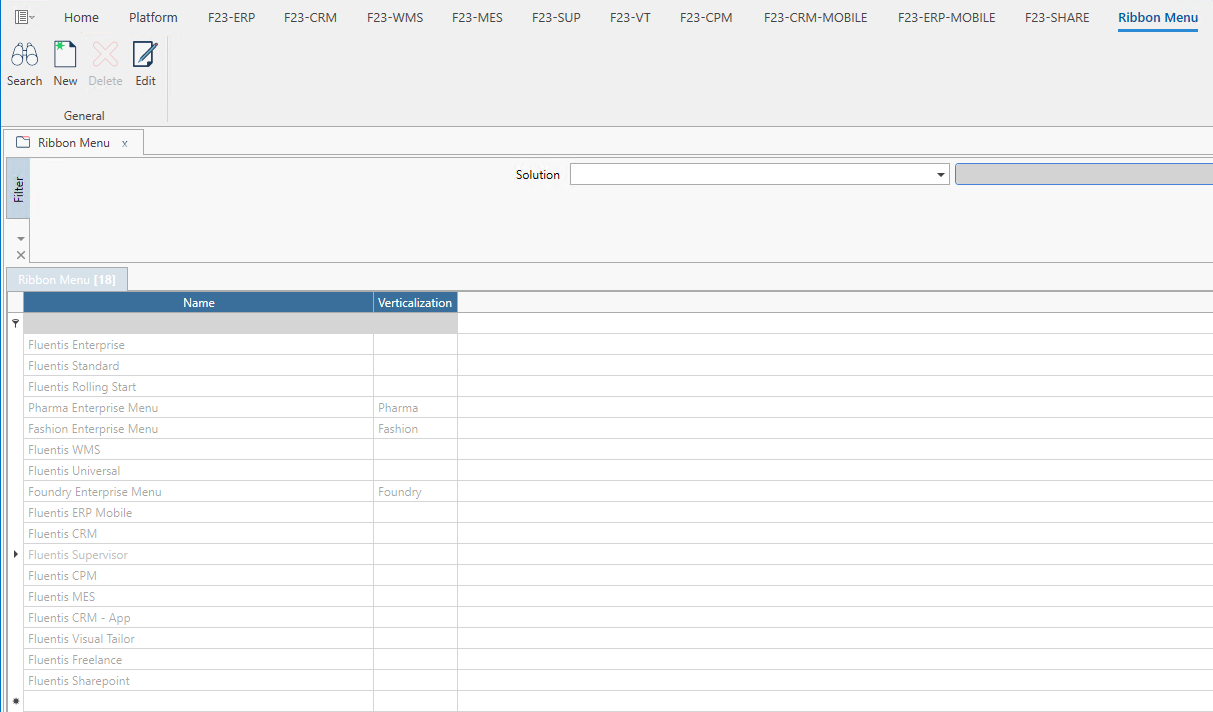 Home Platform F23-ERP F23-CRM F23-WMS F23-MES F23-SUP F23-VT F23-CPM F23-CRM-MOBILE F23-ERP-MOBILE F23-SHARE Ribbon Menu
Search New Delete Edit
General
Ribbon Menu x
Filter
Solution
Ribbon Menu [18]
Name Verticalization
Fluentis Enterprise
Fluentis Standard
Fluentis Rolling Start
Pharma Enterprise Menu Pharma
Fashion Enterprise Menu Fashion
Fluentis WMS
Fluentis Universal
Foundry Enterprise Menu Foundry
Fluentis ERP Mobile
Fluentis CRM
Fluentis Supervisor
Fluentis CPM
Fluentis MES
Fluentis CRM - App
Fluentis Visual Tailor
Fluentis Freelance
Fluentis Sharepoint